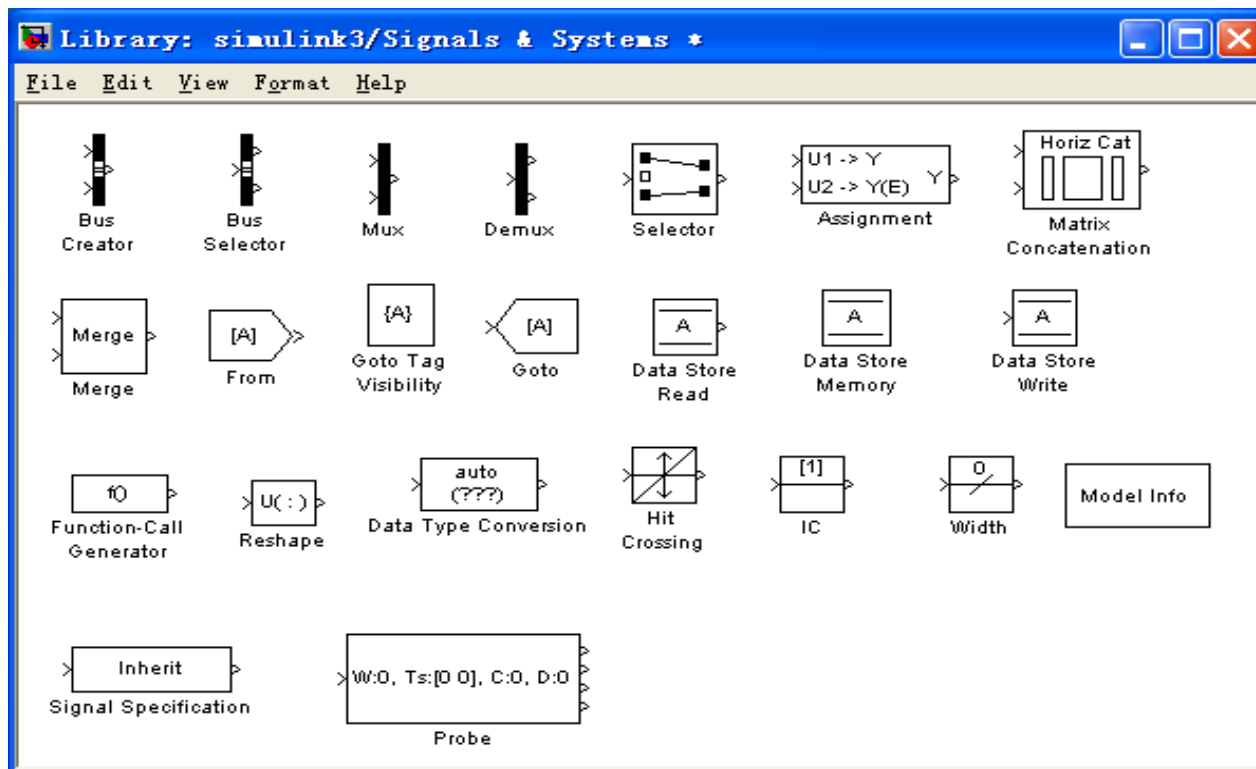 Library: simulink3/Signals & Systems *
File Edit View Format Help
Bus
Creator
Bus
Selector
Mux
Demux
Selector
U1 -> Y
U2 -> Y(E)
Y
Assignment
Horiz Cat
Matrix
Concatenation
Merge
Merge
[A]
From
{A}
Goto Tag
Visibility
[A]
Goto
A
Data Store
Read
A
Data Store
Memory
A
Data Store
Write
f()
Function-Call
Generator
U( : )
Reshape
auto
(???)
Data Type Conversion
Hit
Crossing
[1]
IC
0
Width
Model Info
Inherit
Signal Specification
W:0, Ts:[0 0], C:0, D:0
Probe